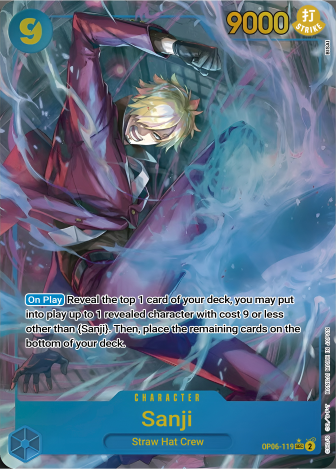 9
9000
打
STRIKE
On Play Reveal the top 1 card of your deck, you may put
into play up to 1 revealed character with cost 9 or less
other than {Sanji}. Then, place the remaining cards on the
bottom of your deck.
CHARACTER
Sanji
Straw Hat Crew
OP06-119 SEC 2